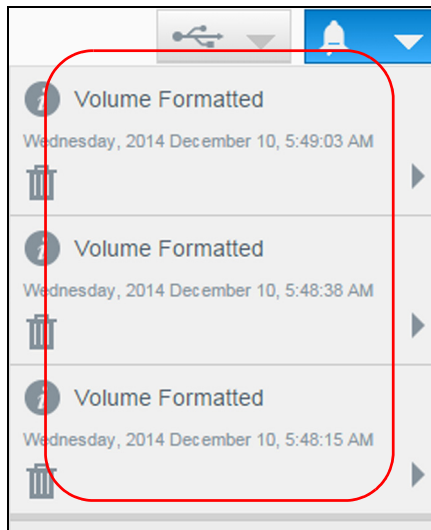 Volume Formatted
Wednesday, 2014 December 10, 5:49:03 AM
Volume Formatted
Wednesday, 2014 December 10, 5:48:38 AM
Volume Formatted
Wednesday, 2014 December 10, 5:48:15 AM